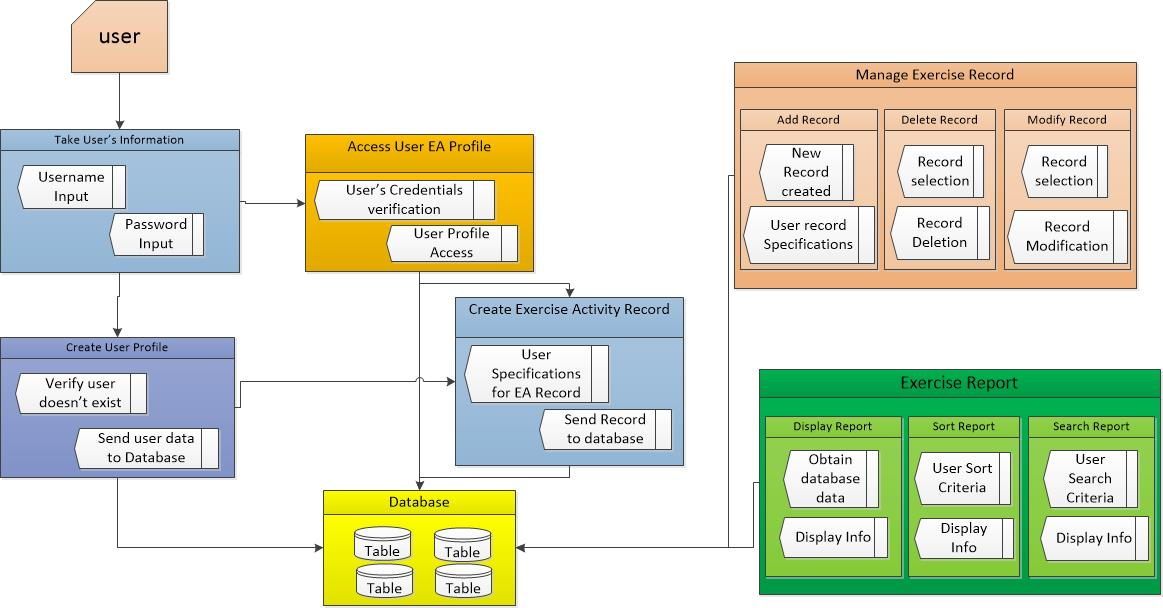 user
Take User's Information
Username
Input
Password
Input
Access User EA Profile
User's Credentials
verification
User Profile
Access
Create User Profile
Verify user
doesn't exist
Send user data
to Database
Create Exercise Activity Record
User
Specifications
for EA Record
Send Record
to database
Database
Table
Table
Table
Table
Manage Exercise Record
Add Record
New
Record
created
User record
Specifications
Delete Record
Record
selection
Record
Deletion
Modify Record
Record
selection
Record
Modification
Exercise Report
Display Report
Obtain
database
data
Display Info
Sort Report
User Sort
Criteria
Display
Info
Search Report
User
Search
Criteria
Display Info